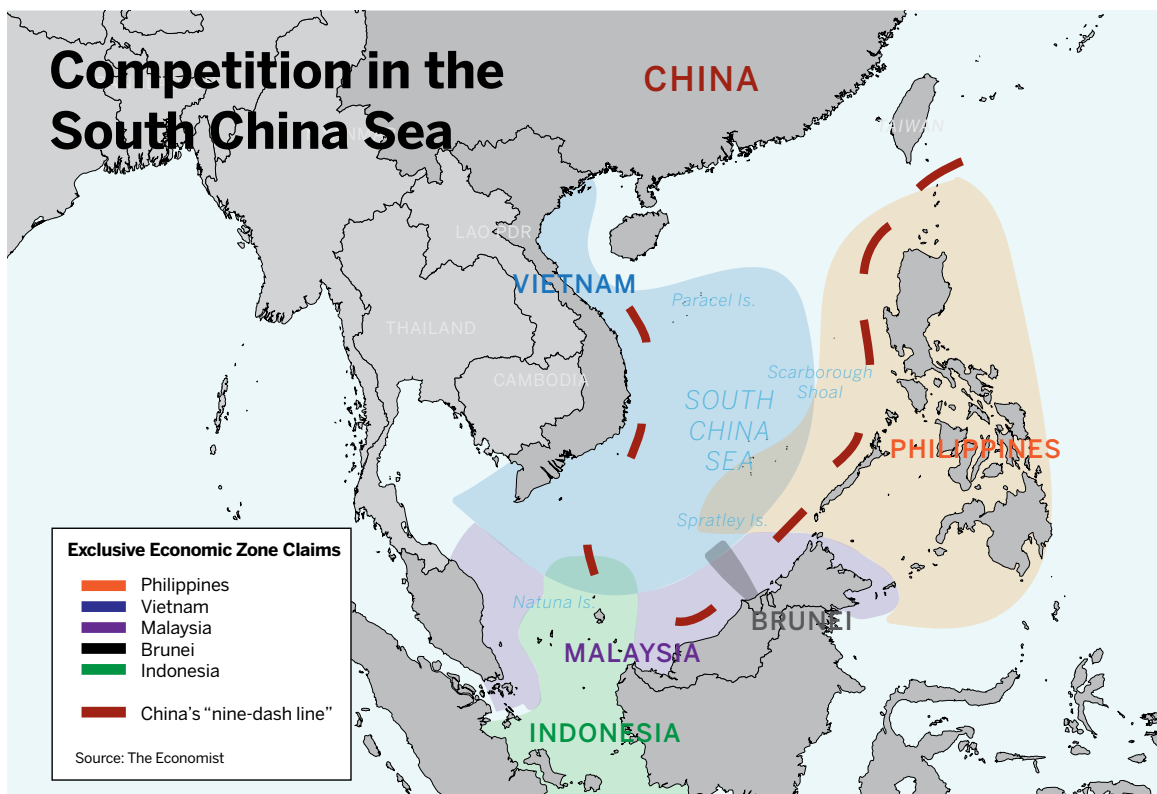 Competition in the
South China Sea
CHINA
TAIWAN
LAO PDR
VIETNAM
Paracel Is.
THAILAND
CAMBODIA
Scarborough
Shoal
SOUTH
CHINA
SEA
PHILIPPINES
Spratley Is.
Natuna Is.
BRUNEI
MALAYSIA
INDONESIA
Exclusive Economic Zone Claims
Philippines
Vietnam
Malaysia
Brunei
Indonesia
China’s “nine-dash line”
Source: The Economist